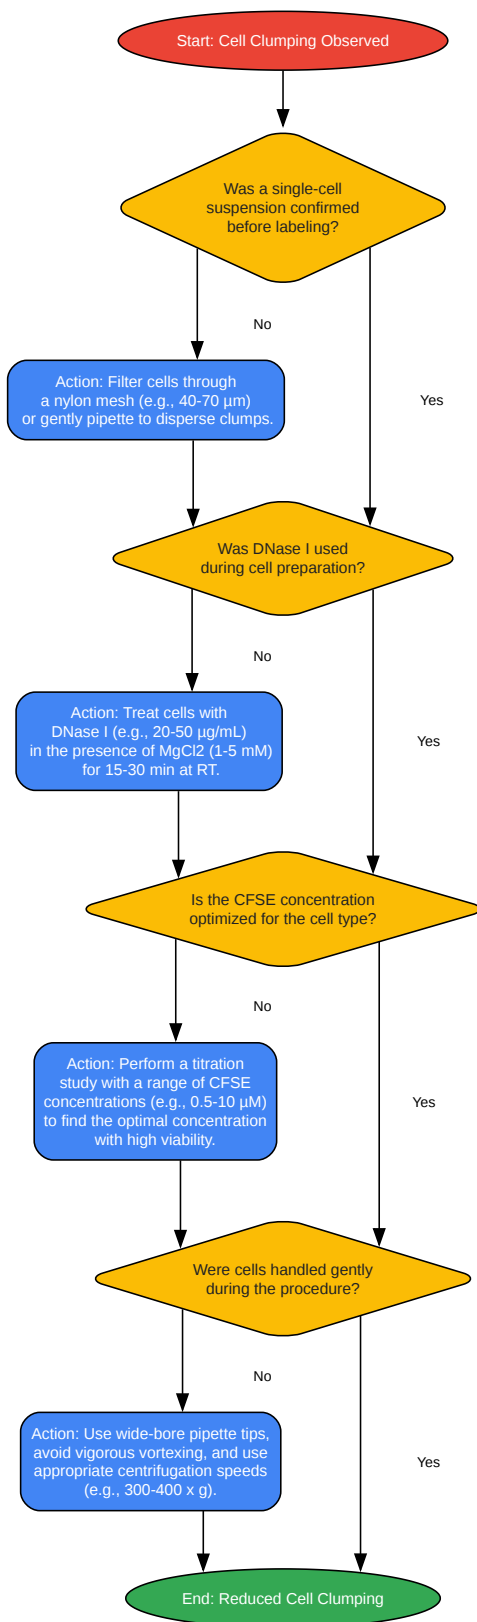 Start: Cell Clumping Observed
Was a single-cell
suspension confirmed
before labeling?
No
Action: Filter cells through
a nylon mesh (e.g., 40-70 µm)
or gently pipette to disperse clumps.
Yes
Was DNase I used
during cell preparation?
No
Action: Treat cells with
DNase I (e.g., 20-50 µg/mL)
in the presence of MgCl2 (1-5 mM)
for 15-30 min at RT.
Yes
Is the CFSE concentration
optimized for the cell type?
No
Action: Perform a titration
study with a range of CFSE
concentrations (e.g., 0.5-10 µM)
to find the optimal concentration
with high viability.
Yes
Were cells handled gently
during the procedure?
No
Action: Use wide-bore pipette tips,
avoid vigorous vortexing, and use
appropriate centrifugation speeds
(e.g., 300-400 x g).
Yes
End: Reduced Cell Clumping